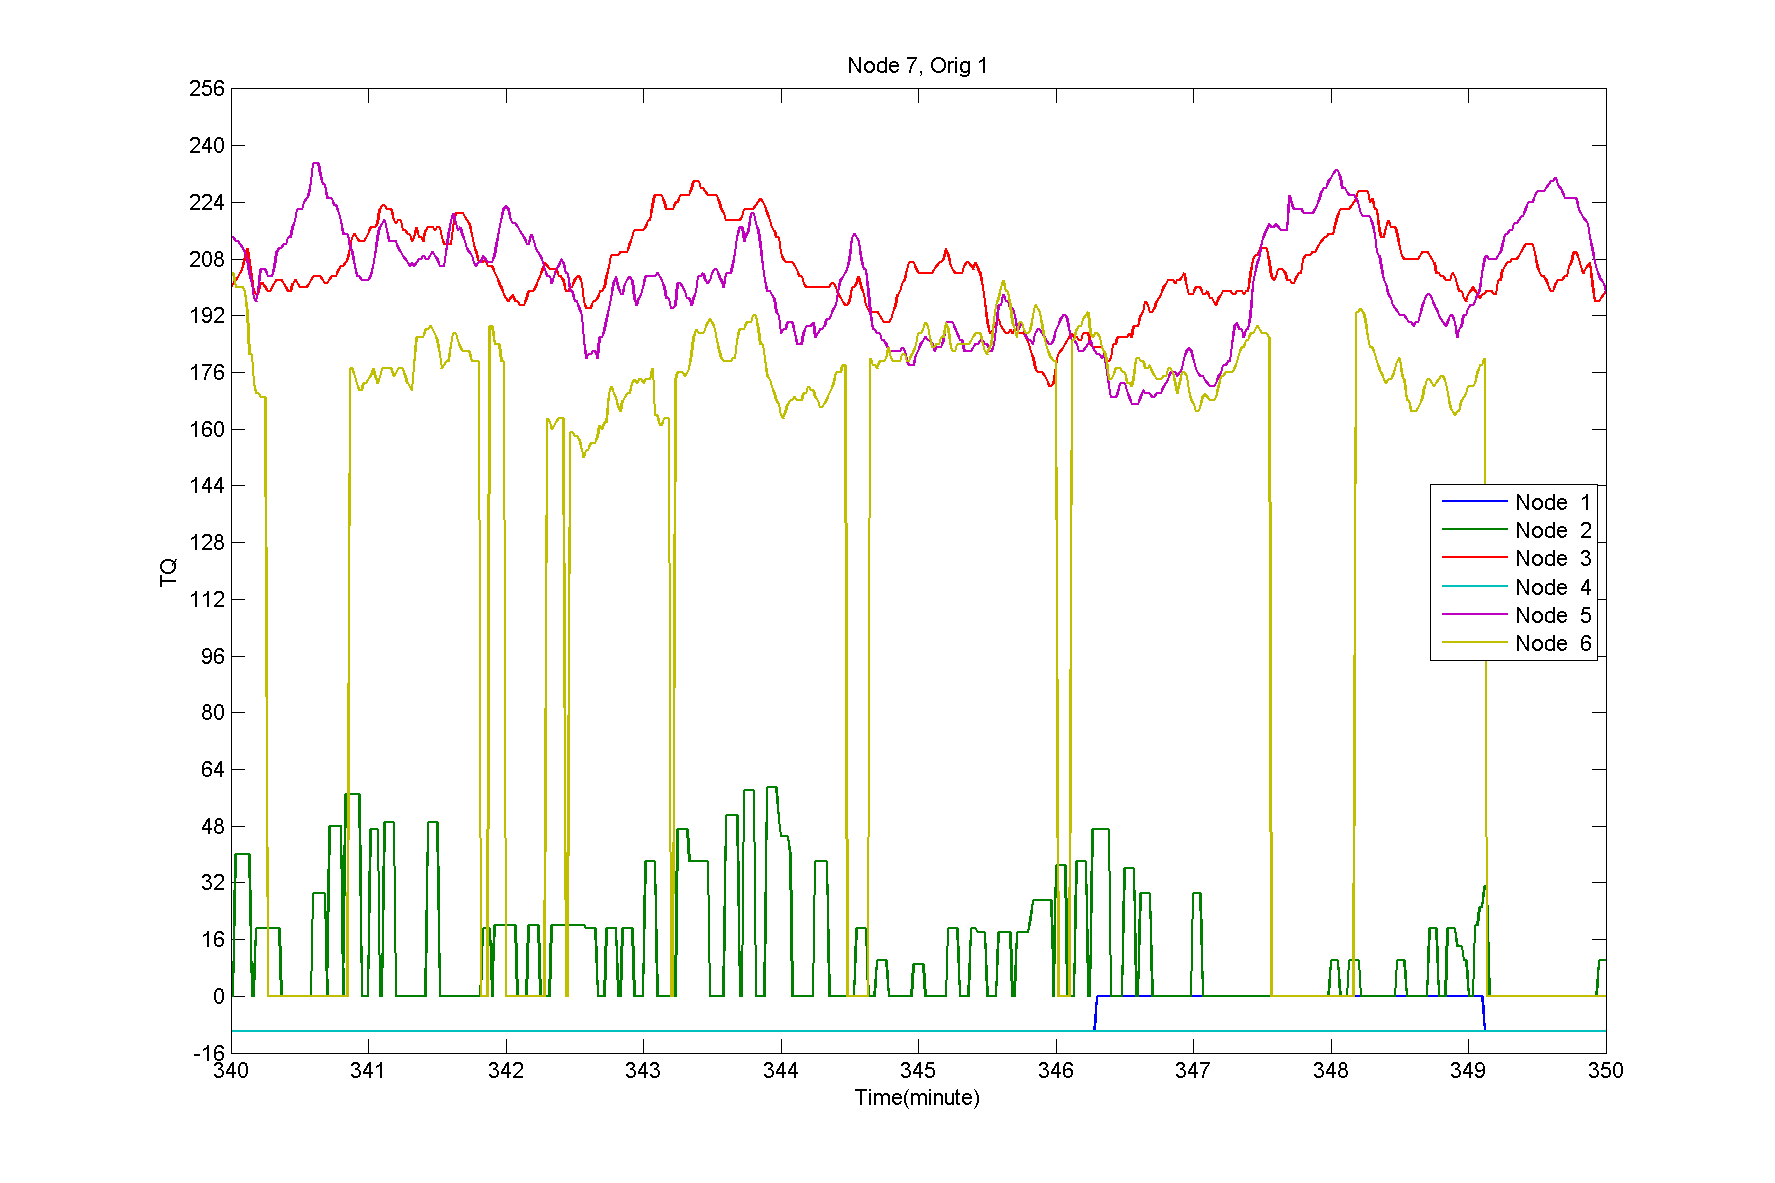 Node 7, Orig 1
256
240
224
208
192
176
160
144
128
112
96
80
64
48
32
16
0
-16
TQ
Node 1
Node 2
Node 3
Node 4
Node 5
Node 6
340 341 342 343 344 345 346 347 348 349 350
Time(minute)